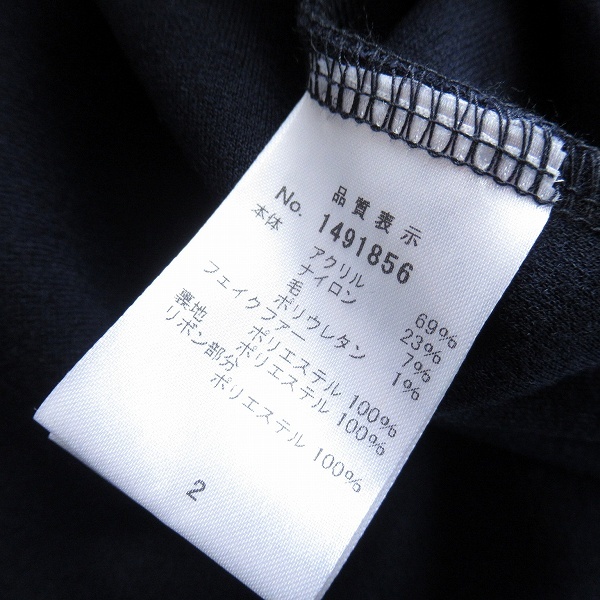 品質表示
No. 1491856
本体 アクリル 69%
ナイロン 23%
毛 7%
ポリウレタン 1%
フェイクファー
ポリエステル 100%
裏地 ポリエステル 100%
リボン部分
ポリエステル 100%
2